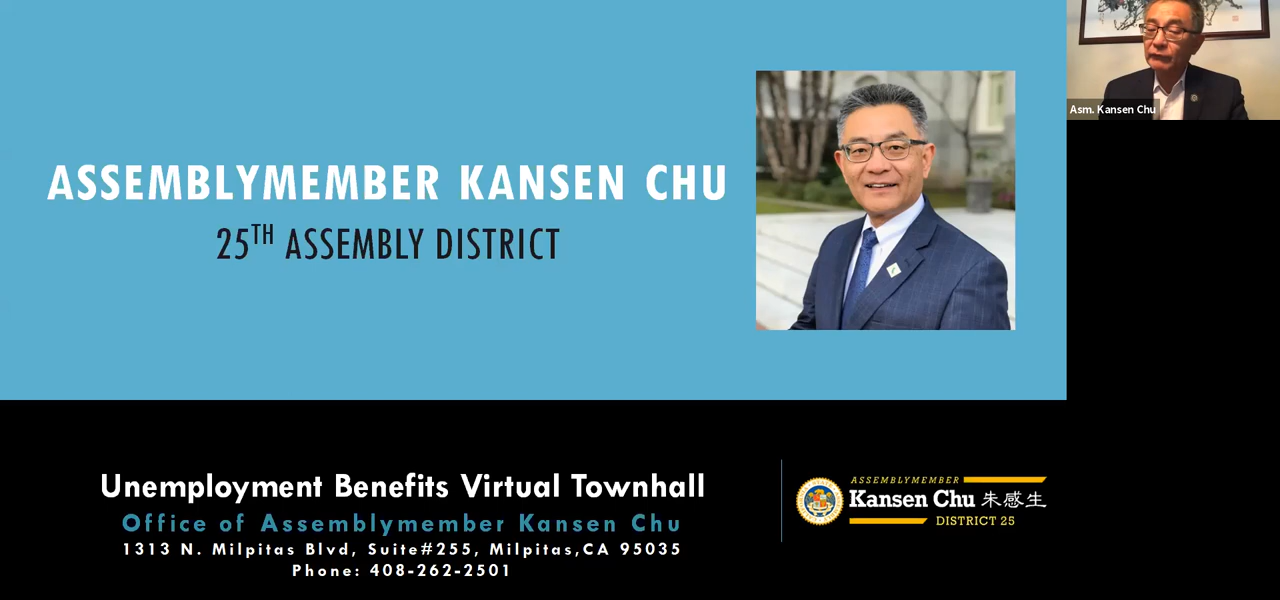 ASSEMBLYMEMBER KANSEN CHU
25TH ASSEMBLY DISTRICT
Asm. Kansen Chu
Unemployment Benefits Virtual Townhall
Office of Assemblymember Kansen Chu
1313 N. Milpitas Blvd, Suite#255, Milpitas,CA 95035
Phone: 408-262-2501
ASSEMBLYMEMBER
Kansen Chu 朱感生
DISTRICT 25